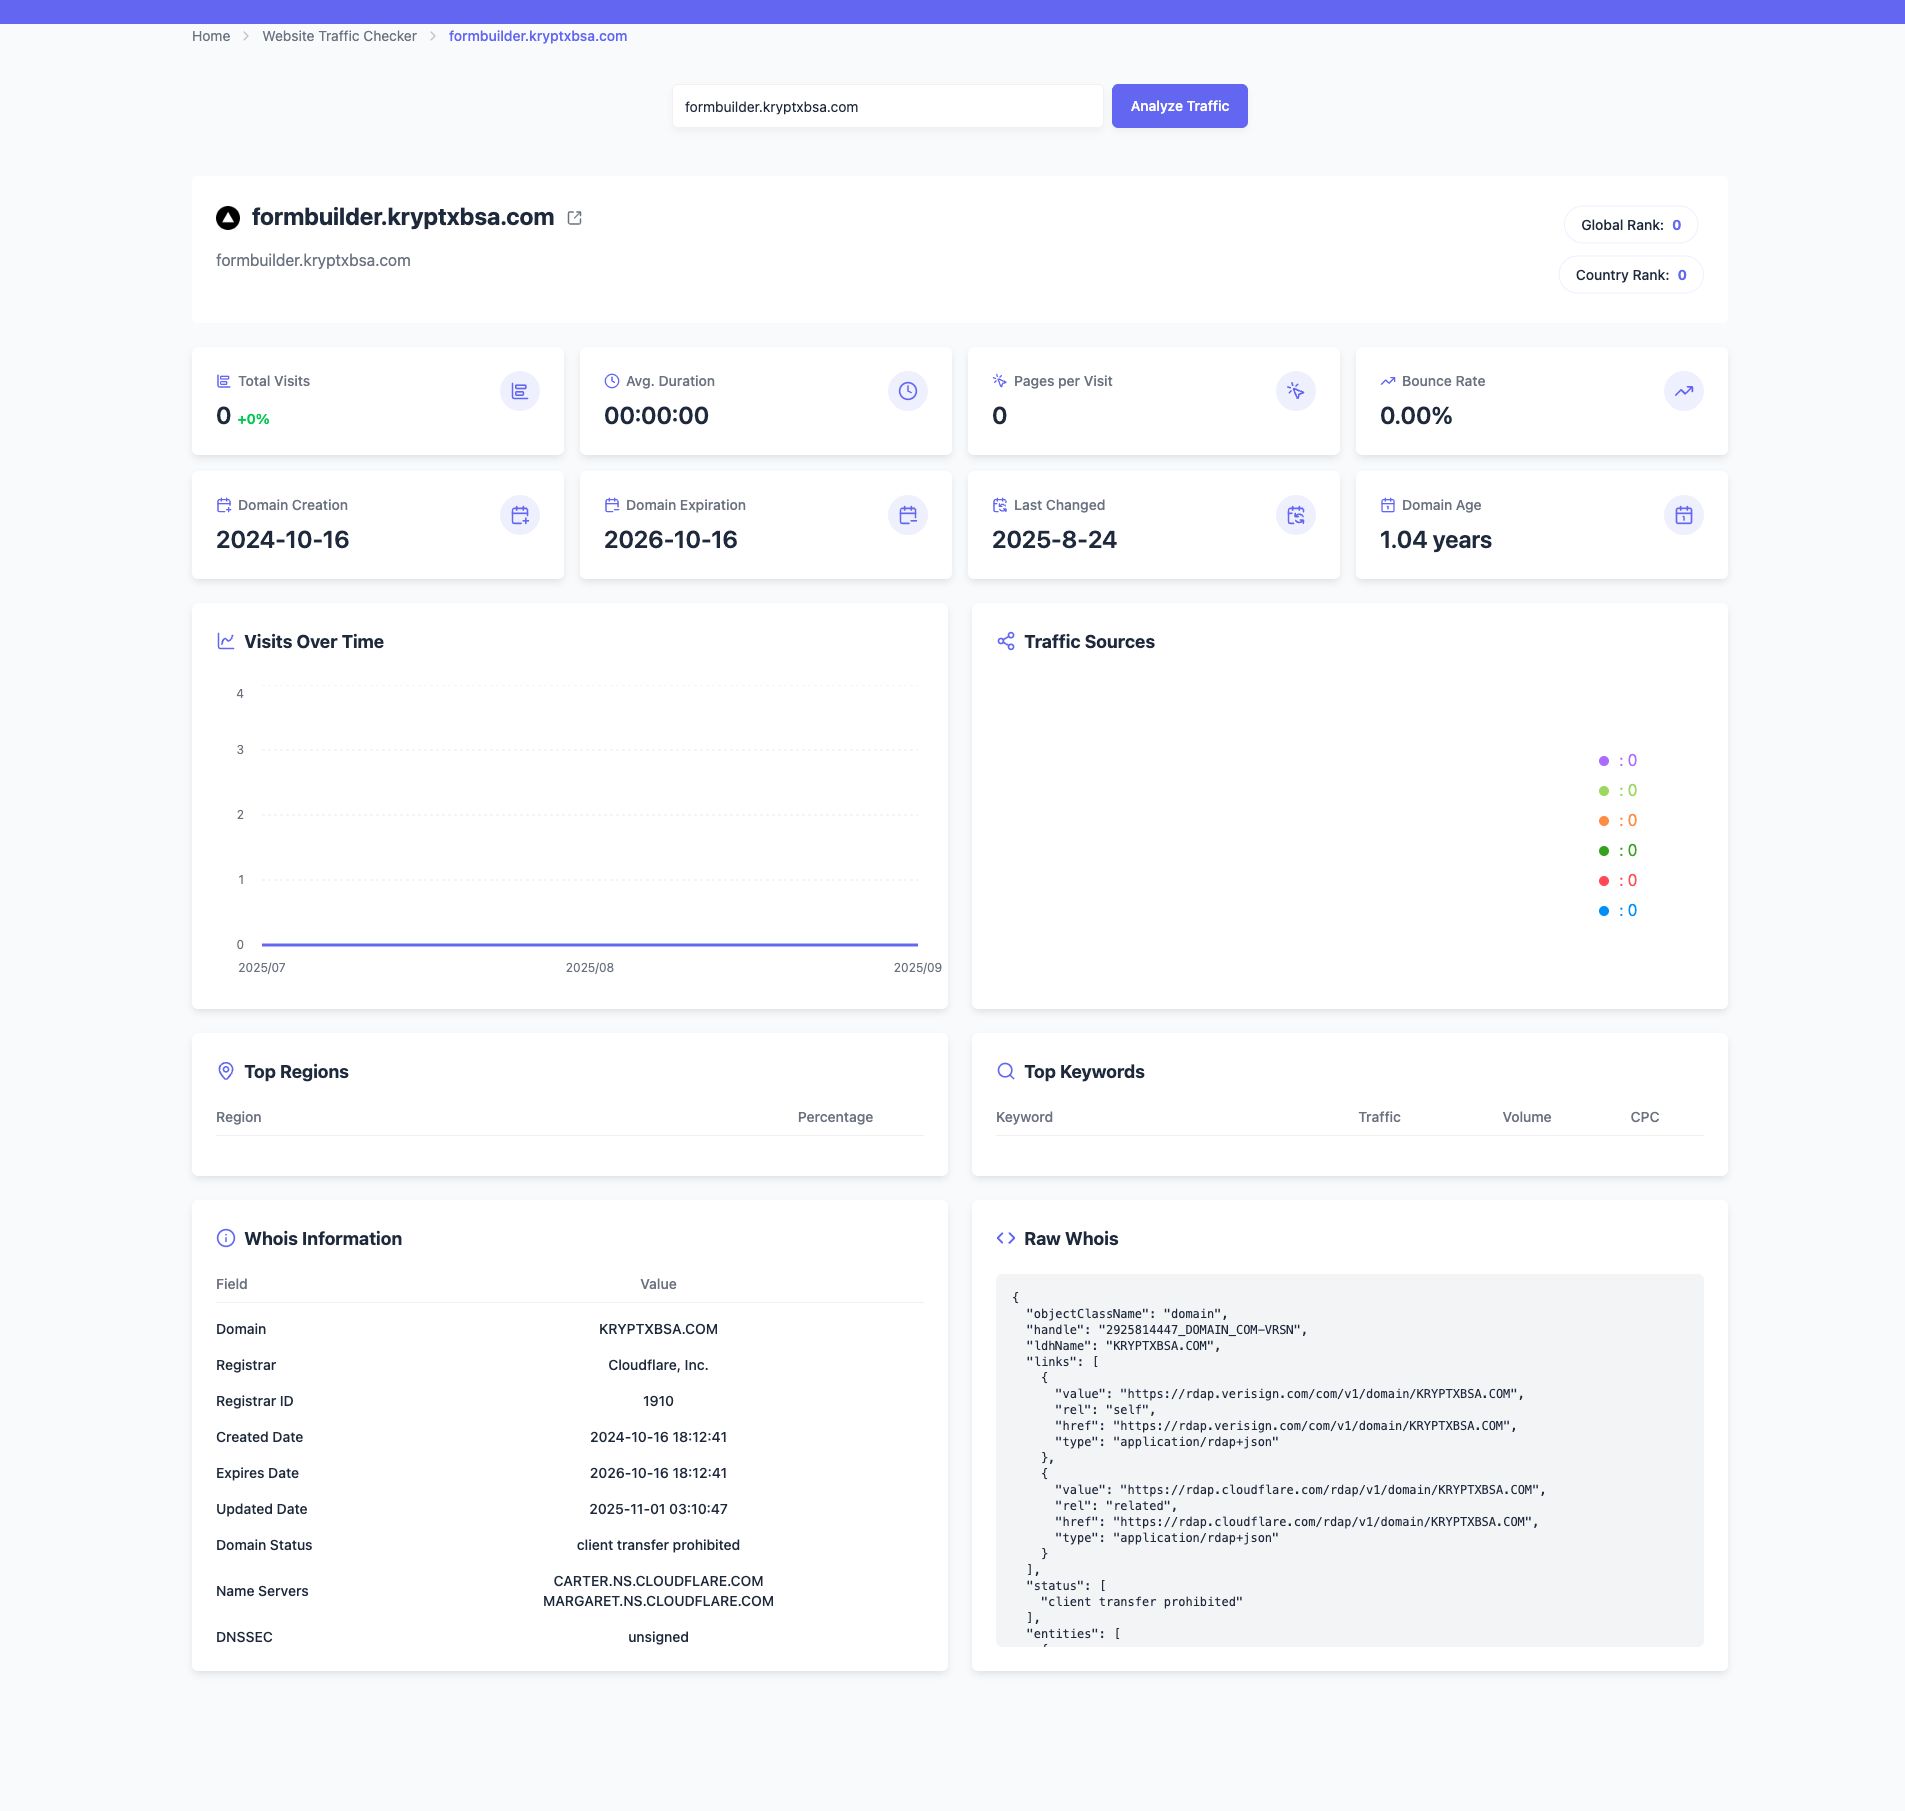 Home
Website Traffic Checker
formbuilder.kryptxbsa.com
formbuilder.kryptxbsa.com
Analyze Traffic
formbuilder.kryptxbsa.com
formbuilder.kryptxbsa.com
Global Rank: 0
Country Rank: 0
Total Visits
0 +0%
Avg. Duration
00:00:00
Pages per Visit
0
Bounce Rate
0.00%
Domain Creation
2024-10-16
Domain Expiration
2026-10-16
Last Changed
2025-8-24
Domain Age
1.04 years
Visits Over Time
4
3
2
1
0
2025/07 2025/08 2025/09
Traffic Sources
: 0
: 0
: 0
: 0
: 0
: 0
Top Regions
Region Percentage
Top Keywords
Keyword Traffic Volume CPC
Whois Information
Field Value
Domain KRYPTXBSA.COM
Registrar Cloudflare, Inc.
Registrar ID 1910
Created Date 2024-10-16 18:12:41
Expires Date 2026-10-16 18:12:41
Updated Date 2025-11-01 03:10:47
Domain Status client transfer prohibited
Name Servers CARTER.NS.CLOUDFLARE.COM
MARGARET.NS.CLOUDFLARE.COM
DNSSEC unsigned
Raw Whois
{
"objectClassName": "domain",
"handle": "2925814447_DOMAIN_COM-VRSN",
"ldhName": "KRYPTXBSA.COM",
"links": [
{
"value": "https://rdap.verisign.com/com/v1/domain/KRYPTXBSA.COM",
"rel": "self",
"href": "https://rdap.verisign.com/com/v1/domain/KRYPTXBSA.COM",
"type": "application/rdap+json"
},
{
"value": "https://rdap.cloudflare.com/rdap/v1/domain/KRYPTXBSA.COM",
"rel": "related",
"href": "https://rdap.cloudflare.com/rdap/v1/domain/KRYPTXBSA.COM",
"type": "application/rdap+json"
}
],
"status": [
"client transfer prohibited"
],
"entities": [